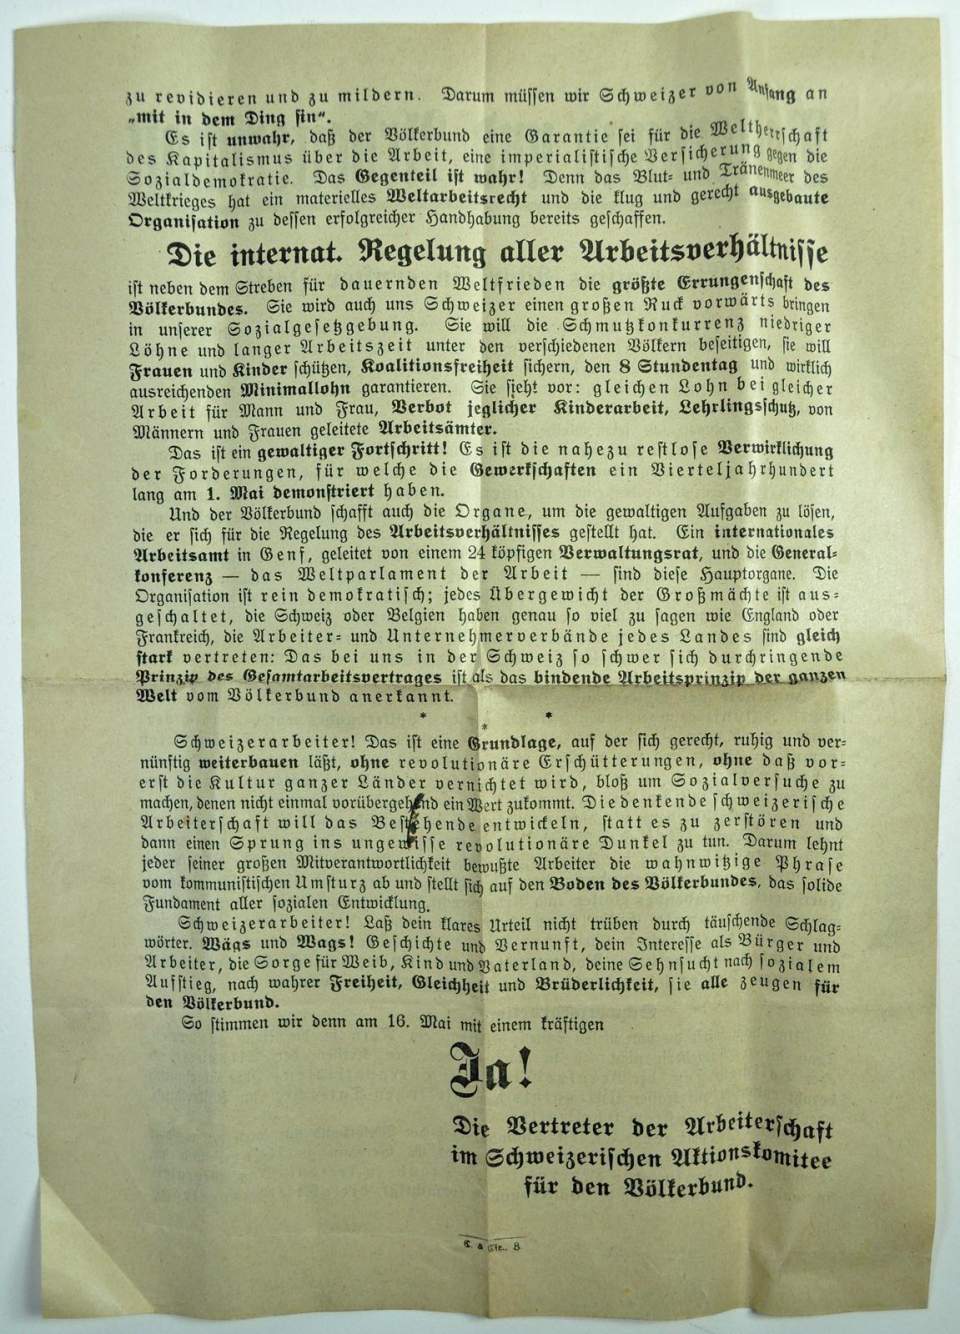 zu revidieren und zu mildern. Darum müſſen wir Schweizer von Anfang an
„mit in dem Ding ſin“.
Es iſt unwahr, daß der Völkerbund eine Garantie ſei für die Weltherrſchaft
des Kapitalismus über die Arbeit, eine imperialiſtiſche Verſicherung gegen die
Sozialdemokratie. Das Gegenteil iſt wahr! Denn das Blut- und Tränenmeer des
Weltkrieges hat ein materielles Weltarbeitsrecht und die klug und gerecht ausgebaute
Organiſation zu deſſen erfolgreicher Handhabung bereits geſchaffen.
Die internat. Regelung aller Arbeitsverhältniſſe
iſt neben dem Streben für dauernden Weltfrieden die größte Errungenſchaft des
Völkerbundes. Sie wird auch uns Schweizer einen großen Ruck vorwärts bringen
in unſerer Sozialgeſetzgebung. Sie will die Schmutzkonkurrenz niedriger
Löhne und langer Arbeitszeit unter den verſchiedenen Völkern beſeitigen, ſie will
Frauen und Kinder ſchützen, Koalitionsfreiheit ſichern, den 8 Stundentag und wirklich
ausreichenden Minimallohn garantieren. Sie ſieht vor: gleichen Lohn bei gleicher
Arbeit für Mann und Frau, Verbot jeglicher Kinderarbeit, Lehrlingsſchutz, von
Männern und Frauen geleitete Arbeitsämter.
Das iſt ein gewaltiger Fortſchritt! Es iſt die nahezu reſtloſe Verwirklichung
der Forderungen, für welche die Gewerkſchaften ein Vierteljahrhundert
lang am 1. Mai demonſtriert haben.
Und der Völkerbund ſchafft auch die Organe, um die gewaltigen Aufgaben zu löſen,
die er ſich für die Regelung des Arbeitsverhältniſſes geſtellt hat. Ein internationales
Arbeitsamt in Genf, geleitet von einem 24 köpfigen Verwaltungsrat, und die General-
konferenz — das Weltparlament der Arbeit — ſind dieſe Hauptorgane. Die
Organiſation iſt rein demokratiſch; jedes Übergewicht der Großmächte iſt aus-
geſchaltet, die Schweiz oder Belgien haben genau ſo viel zu ſagen wie England oder
Frankreich, die Arbeiter- und Unternehmerverbände jedes Landes ſind gleich
ſtark vertreten: Das bei uns in der Schweiz ſo ſchwer ſich durchringende
Prinzip des Geſamtarbeitsvertrages iſt als das bindende Arbeitsprinzip der ganzen
Welt vom Völkerbund anerkannt.
* * *
Schweizerarbeiter! Das iſt eine Grundlage, auf der ſich gerecht, ruhig und ver-
nünftig weiterbauen läßt, ohne revolutionäre Erſchütterungen, ohne daß vor-
erſt die Kultur ganzer Länder vernichtet wird, bloß um Sozialverſuche zu
machen, denen nicht einmal vorübergehend ein Wert zukommt. Die denkende ſchweizeriſche
Arbeiterſchaft will das Beſtehende entwickeln, ſtatt es zu zerſtören und
dann einen Sprung ins ungewiſſe revolutionäre Dunkel zu tun. Darum lehnt
jeder ſeiner großen Mitverantwortlichkeit bewußte Arbeiter die wahnwitzige Phraſe
vom kommuniſtiſchen Umſturz ab und ſtellt ſich auf den Boden des Völkerbundes, das ſolide
Fundament aller ſozialen Entwicklung.
Schweizerarbeiter! Laß dein klares Urteil nicht trüben durch täuſchende Schlag-
wörter. Wägs und Wags! Geſchichte und Vernunft, dein Intereſſe als Bürger und
Arbeiter, die Sorge für Weib, Kind und Vaterland, deine Sehnſucht nach ſozialem
Aufſtieg, nach wahrer Freiheit, Gleichheit und Brüderlichkeit, ſie alle zeugen für
den Völkerbund.
So ſtimmen wir denn am 16. Mai mit einem kräftigen
Ja!
Die Vertreter der Arbeiterſchaft
im Schweizeriſchen Aktionskomitee
für den Völkerbund.